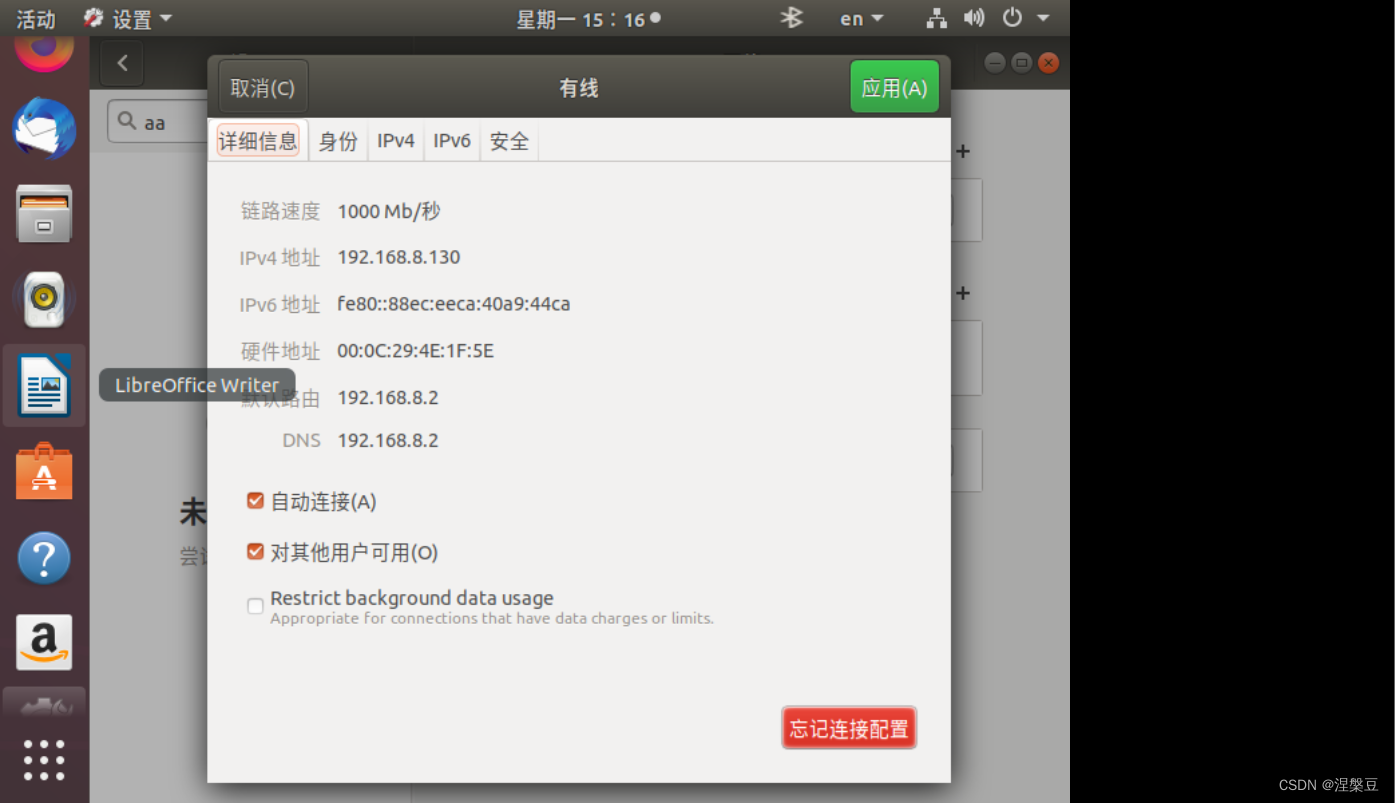 活动 设置 星期一 15：16 en
aa
取消(C) 有线 应用(A)
详细信息 身份 IPv4 IPv6 安全
链路速度 1000 Mb/秒
IPv4 地址 192.168.8.130
IPv6 地址 fe80::88ec:eeca:40a9:44ca
硬件地址 00:0C:29:4E:1F:5E
LibreOffice Writer
默认路由 192.168.8.2
DNS 192.168.8.2
自动连接(A)
未
对其他用户可用(O)
Restrict background data usage
Appropriate for connections that have data charges or limits.
忘记连接配置
CSDN @涅槃豆